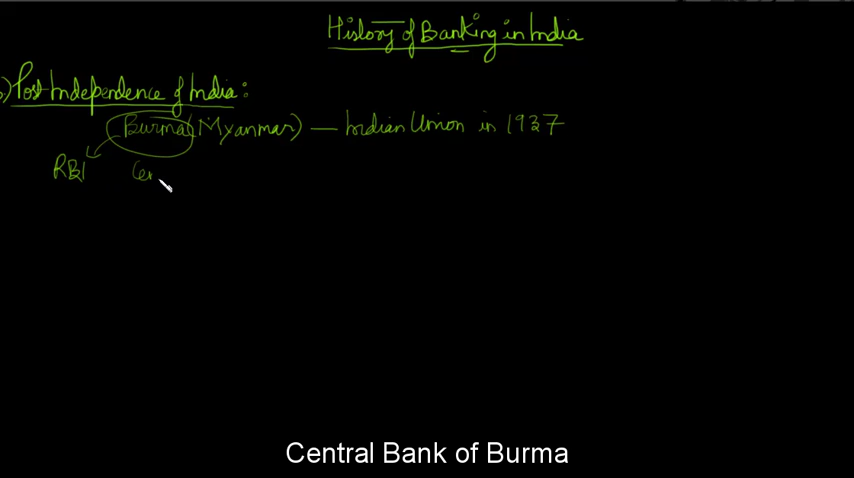 History of Banking in India
.) Post Independence of India :
Burma (Myanmar) — Indian Union in 1937
RBI Cen
Central Bank of Burma